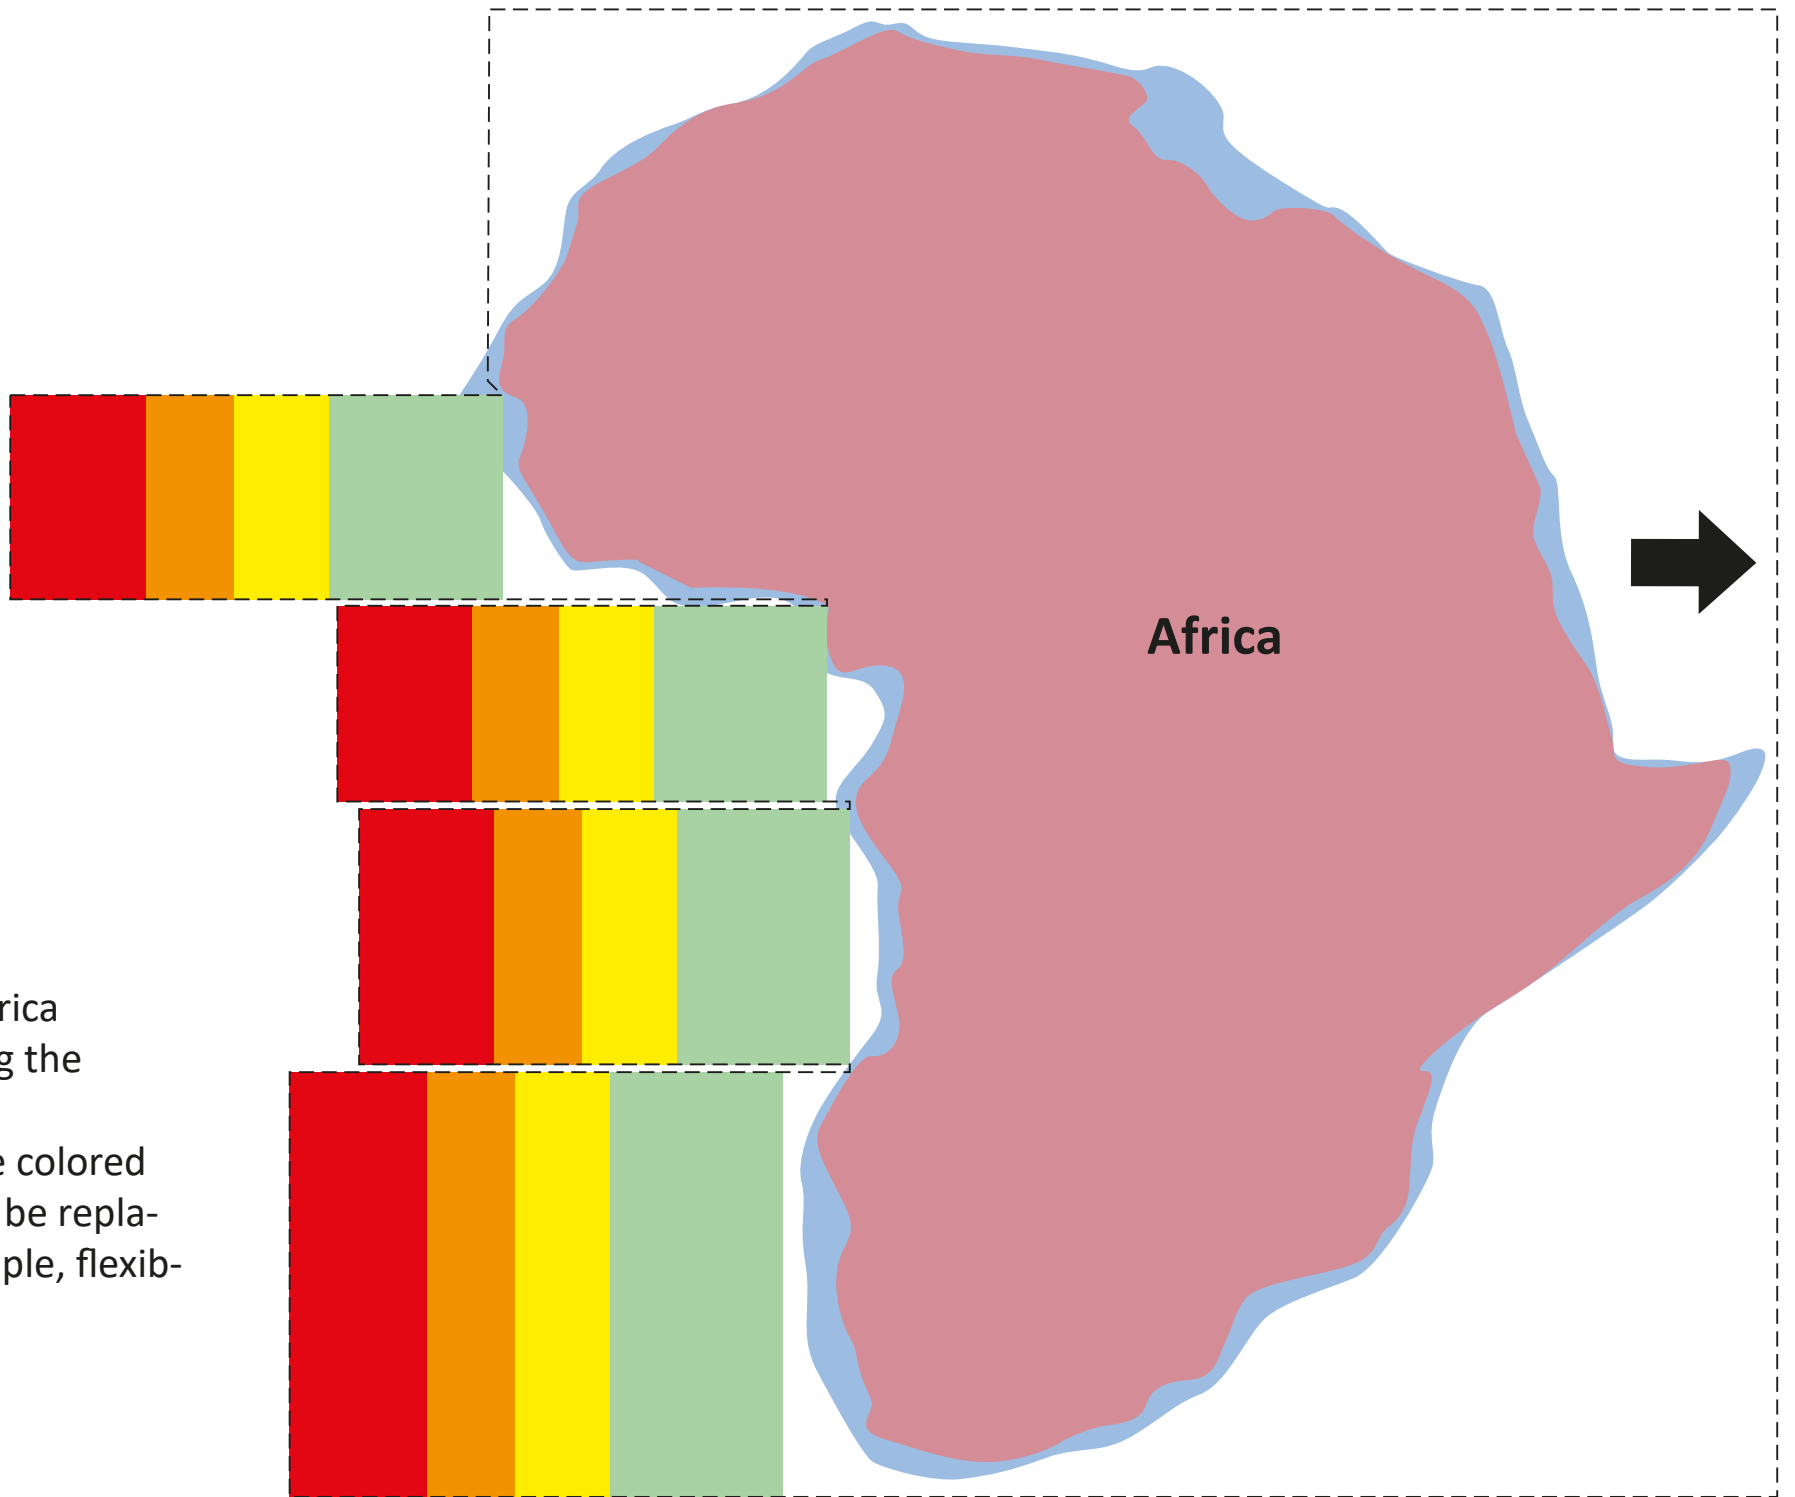 Africa
rica
g the
e colored
be repla-
ple, flexib-